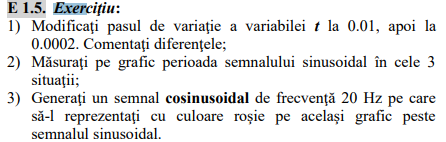 E 1.5. Exerciţiu:
1) Modificaţi pasul de variaţie a variabilei t la 0.01, apoi la
0.0002. Comentaţi diferenţele;
2) Măsuraţi pe grafic perioada semnalului sinusoidal în cele 3
situaţii;
3) Generaţi un semnal cosinusoidal de frecvenţă 20 Hz pe care
să-l reprezentaţi cu culoare roşie pe acelaşi grafic peste
semnalul sinusoidal.